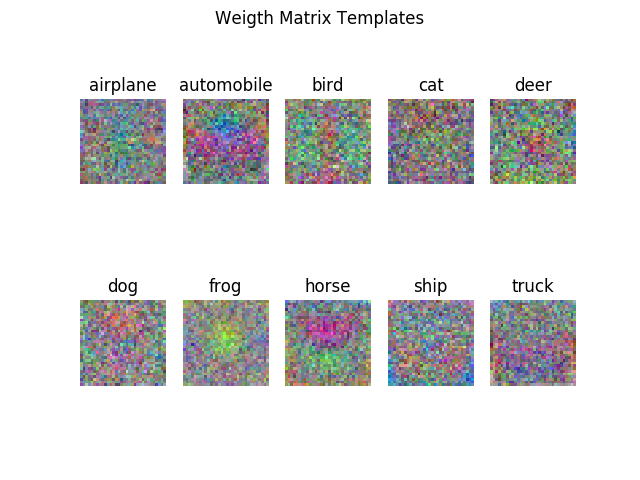 Weigth Matrix Templates
airplane automobile bird cat deer
dog frog horse ship truck